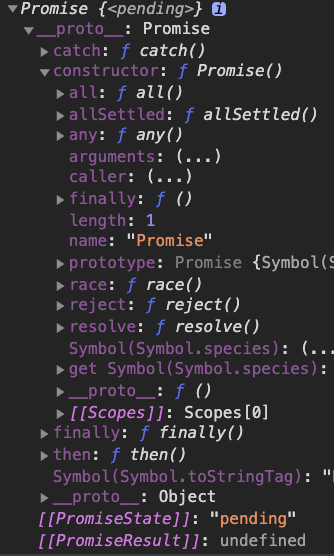 Promise {<pending>} i
__proto__: Promise
catch: ƒ catch()
constructor: ƒ Promise()
all: ƒ all()
allSettled: ƒ allSettled()
any: ƒ any()
arguments: (...)
caller: (...)
finally: ƒ ()
length: 1
name: "Promise"
prototype: Promise {Symbol(S
race: ƒ race()
reject: ƒ reject()
resolve: ƒ resolve()
Symbol(Symbol.species): (..
get Symbol(Symbol.species):
__proto__: ƒ ()
[[Scopes]]: Scopes[0]
finally: ƒ finally()
then: ƒ then()
Symbol(Symbol.toStringTag): "
__proto__: Object
[[PromiseState]]: "pending"
[[PromiseResult]]: undefined